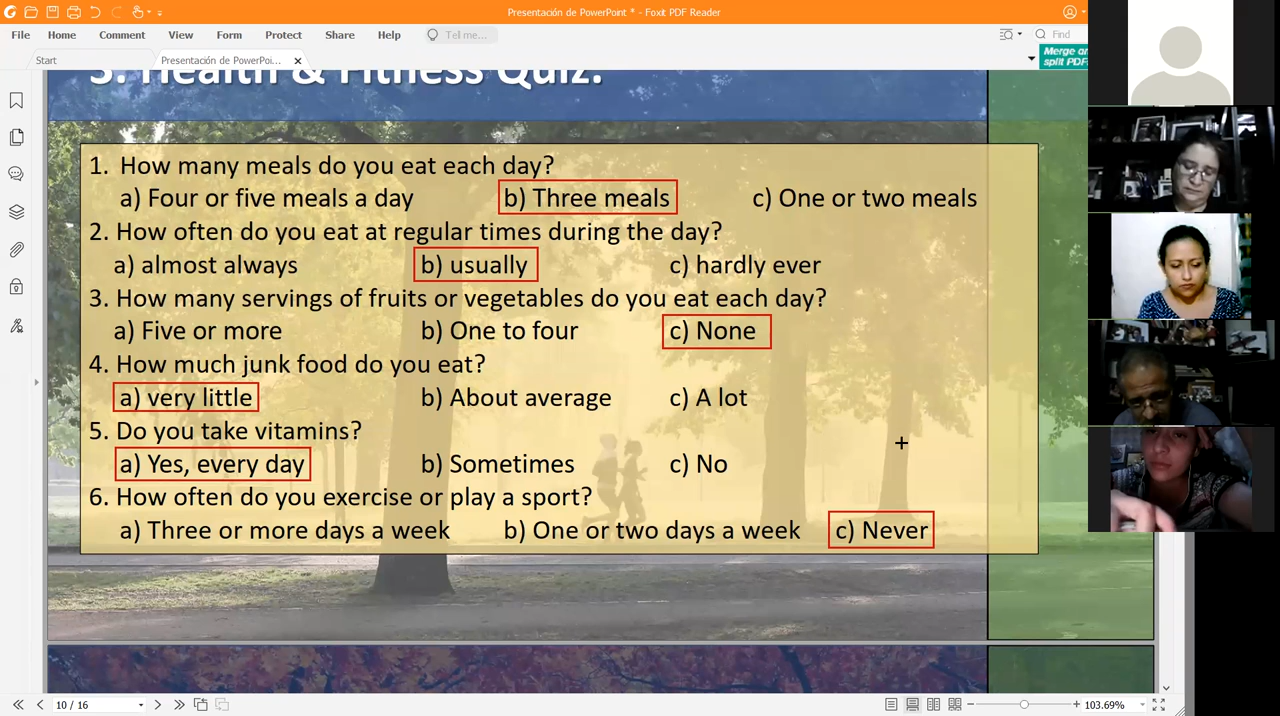 Presentación de PowerPoint * - Foxit PDF Reader
File Home Comment View Form Protect Share Help Tell me... Find
Start Presentación de PowerPoi... Merge an
split PDF
3. Health & Fitness Quiz.
1. How many meals do you eat each day?
a) Four or five meals a day b) Three meals c) One or two meals
2. How often do you eat at regular times during the day?
a) almost always b) usually c) hardly ever
3. How many servings of fruits or vegetables do you eat each day?
a) Five or more b) One to four c) None
4. How much junk food do you eat?
a) very little b) About average c) A lot
5. Do you take vitamins?
a) Yes, every day b) Sometimes c) No
6. How often do you exercise or play a sport?
a) Three or more days a week b) One or two days a week c) Never
10 / 16 103.69%